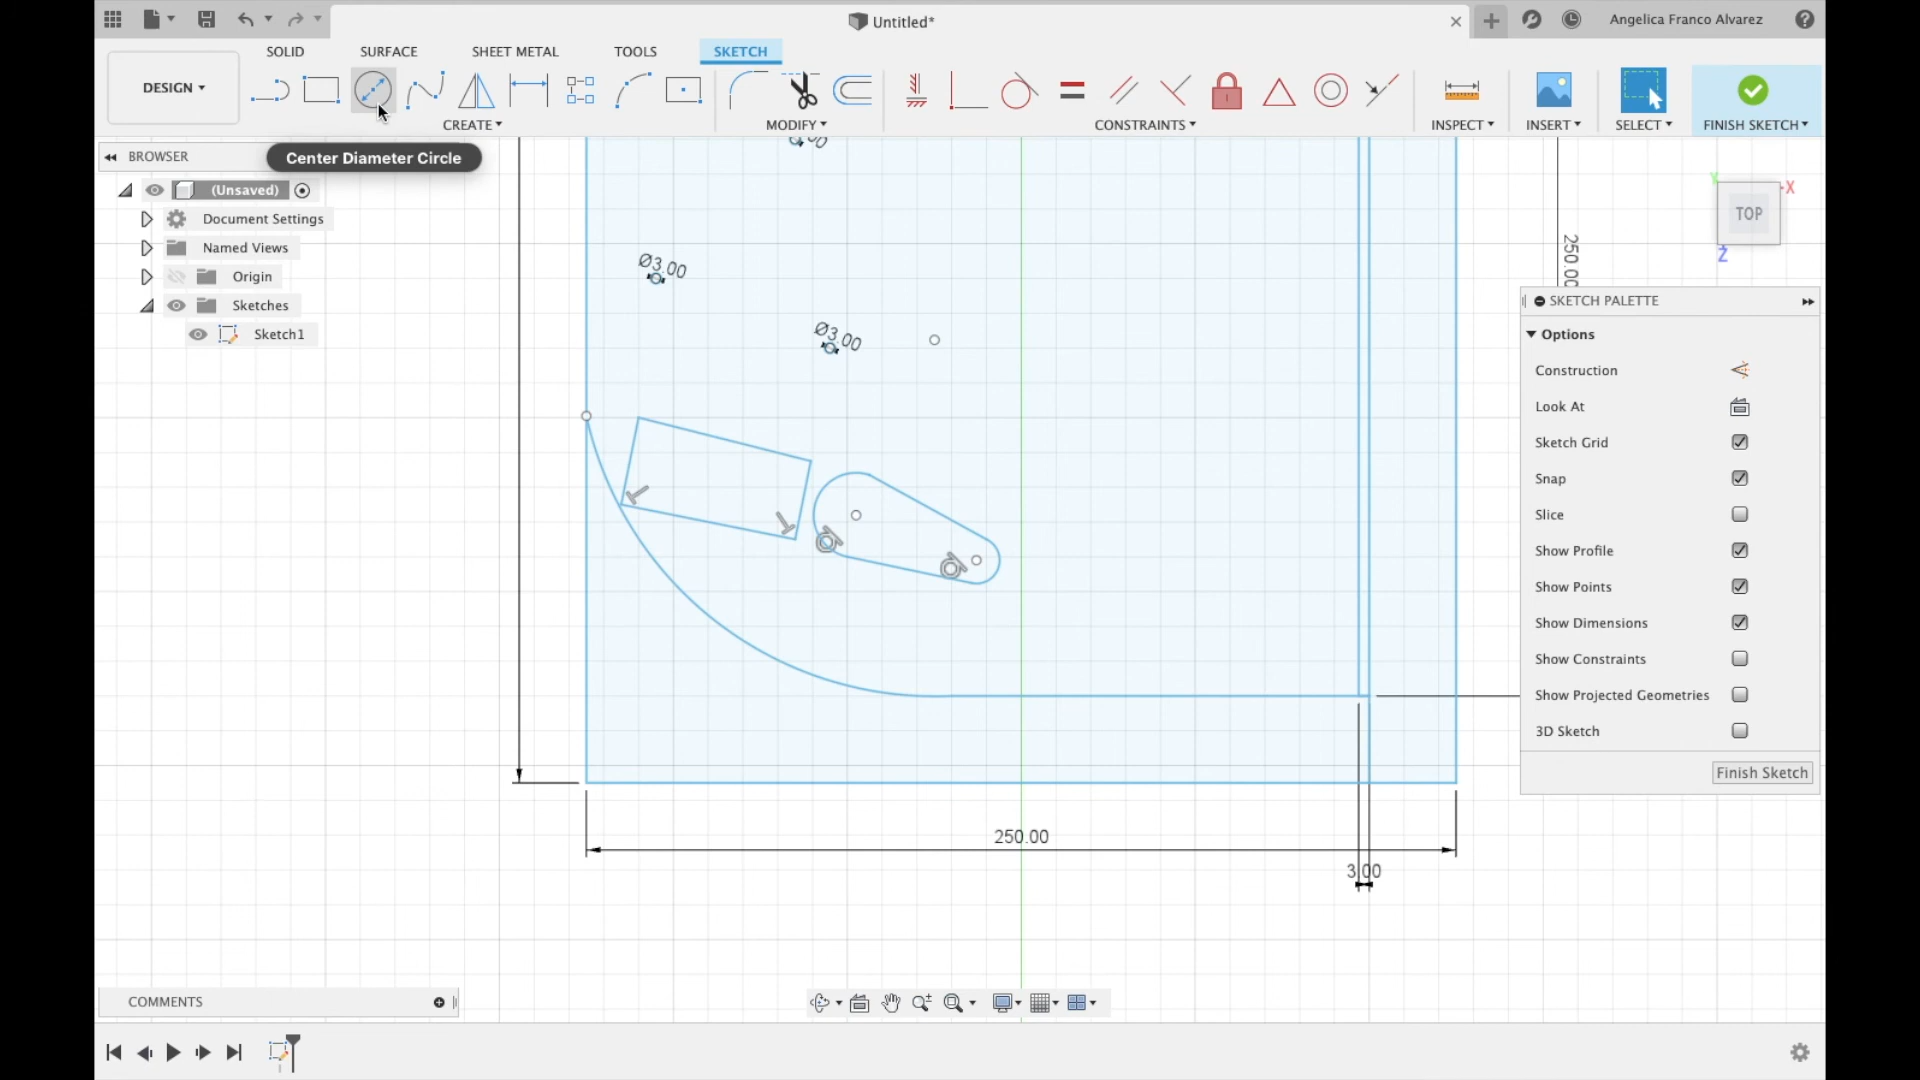 Untitled*
Angelica Franco Alvarez
SOLID
SURFACE
SHEET METAL
TOOLS
SKETCH
DESIGN
CREATE
MODIFY
CONSTRAINTS
INSPECT
INSERT
SELECT
FINISH SKETCH
BROWSER
Center Diameter Circle
(Unsaved)
Document Settings
Named Views
Origin
Sketches
Sketch1
Ø3.00
Ø3.00
250.00
Y
X
TOP
Z
SKETCH PALETTE
Options
Construction
Look At
Sketch Grid
Snap
Slice
Show Profile
Show Points
Show Dimensions
Show Constraints
Show Projected Geometries
3D Sketch
Finish Sketch
250.00
3.00
COMMENTS